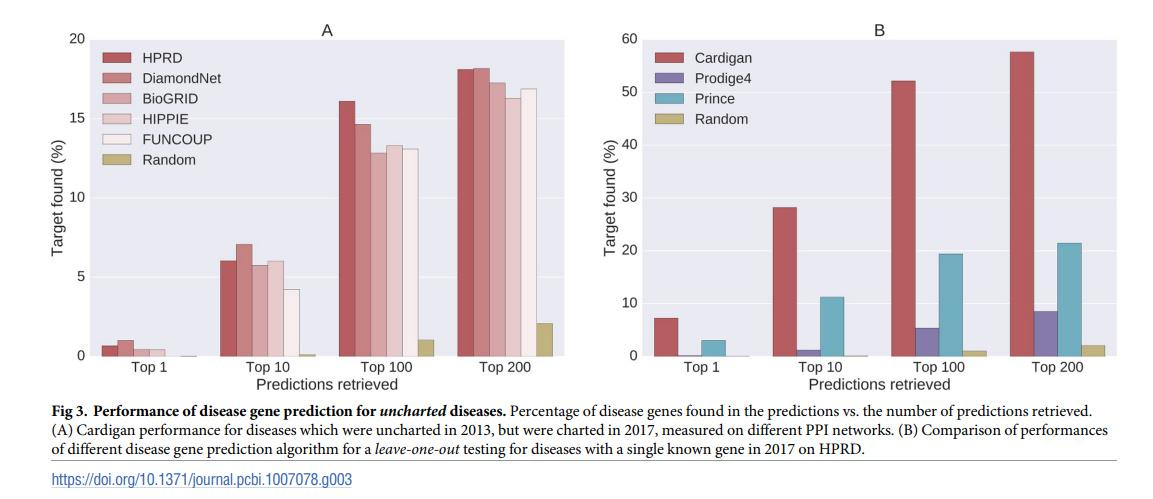 A
20
15
10
5
0
Target found (%)
HPRD
DiamondNet
BioGRID
HIPPIE
FUNCOUP
Random
Top 1
Top 10
Top 100
Top 200
Predictions retrieved
B
60
50
40
30
20
10
0
Target found (%)
Cardigan
Prodige4
Prince
Random
Top 1
Top 10
Top 100
Top 200
Predictions retrieved
Fig 3. Performance of disease gene prediction for uncharted diseases. Percentage of disease genes found in the predictions vs. the number of predictions retrieved.
(A) Cardigan performance for diseases which were uncharted in 2013, but were charted in 2017, measured on different PPI networks. (B) Comparison of performances
of different disease gene prediction algorithm for a leave-one-out testing for diseases with a single known gene in 2017 on HPRD.
https://doi.org/10.1371/journal.pcbi.1007078.g003